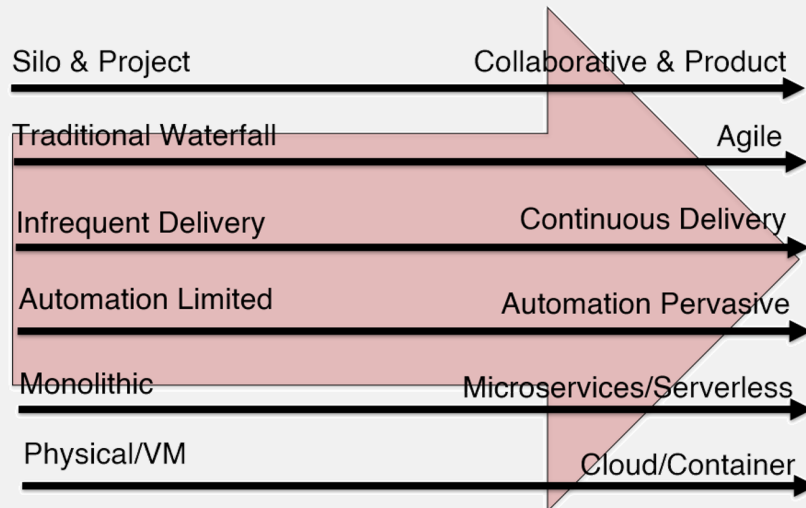 Silo & Project Collaborative & Product
Traditional Waterfall Agile
Infrequent Delivery Continuous Delivery
Automation Limited Automation Pervasive
Monolithic Microservices/Serverless
Physical/VM Cloud/Container